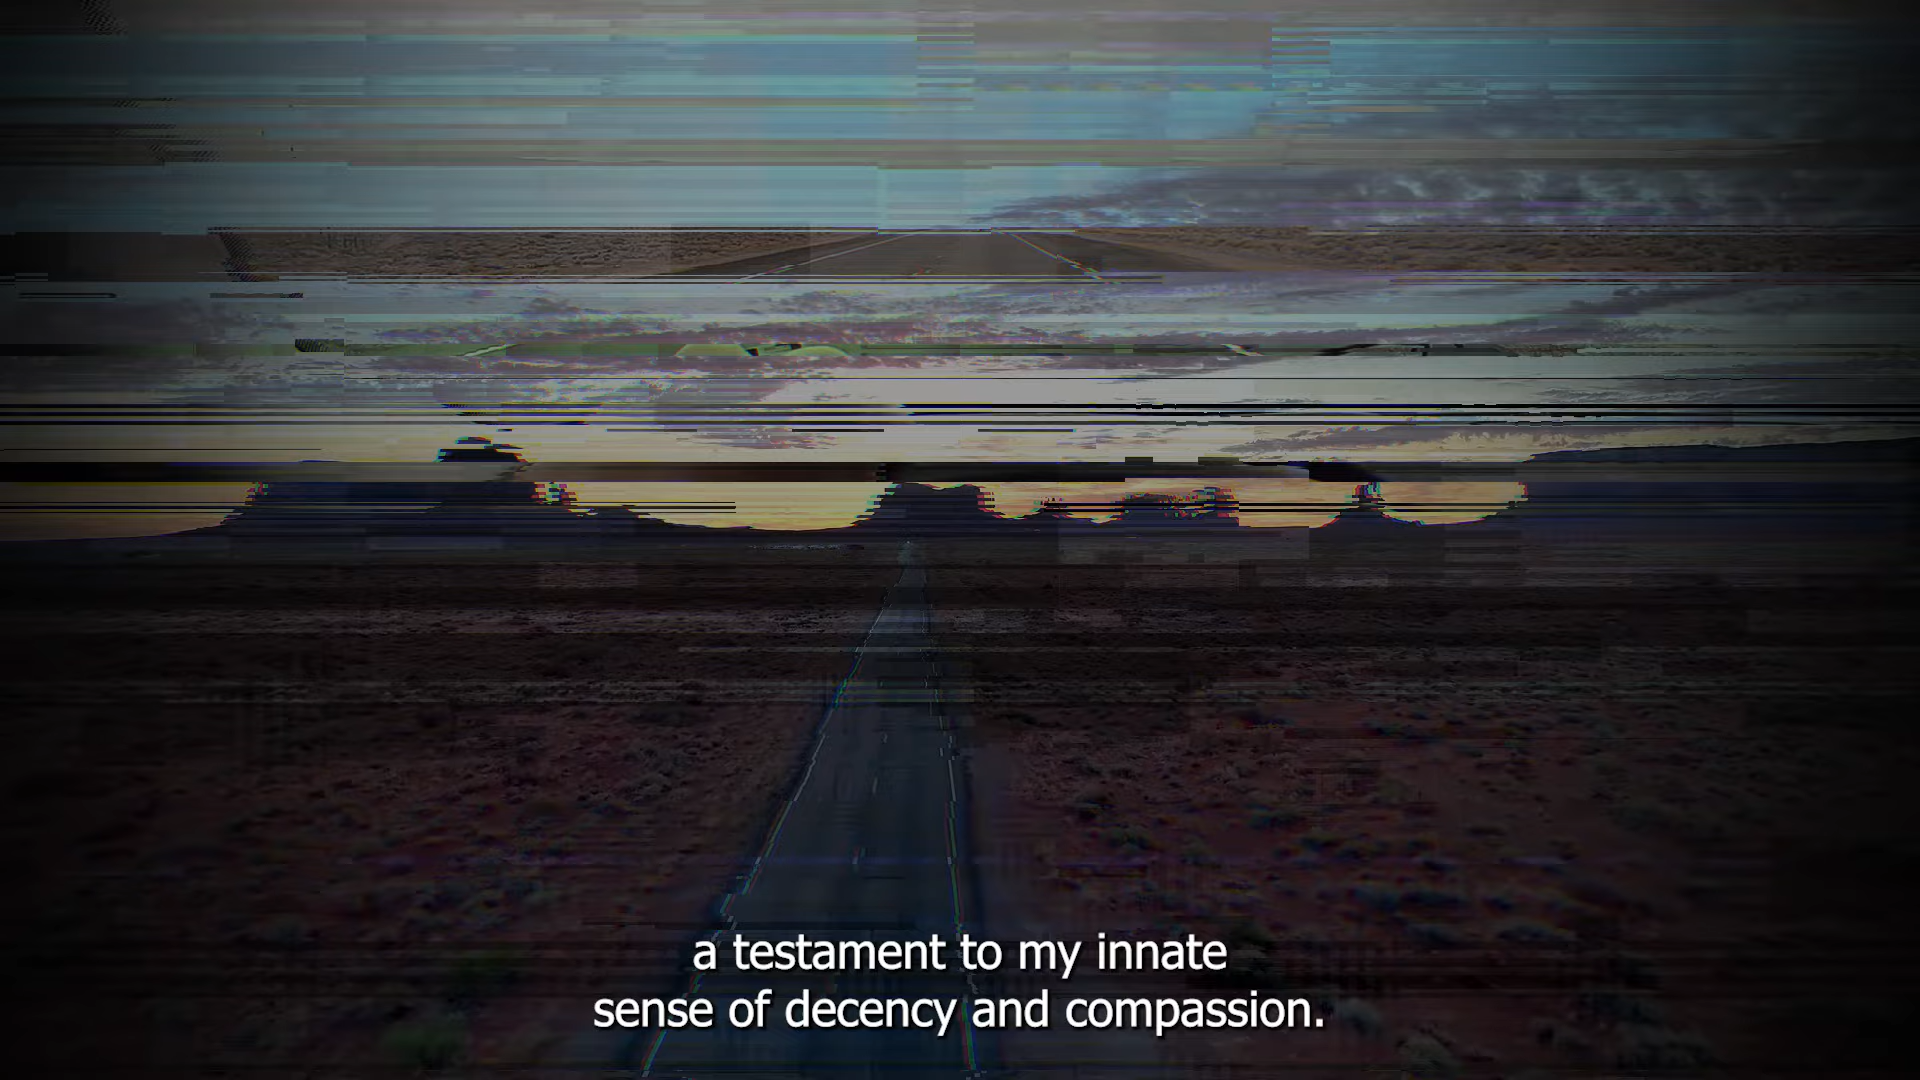 a testament to my innate
sense of decency and compassion.